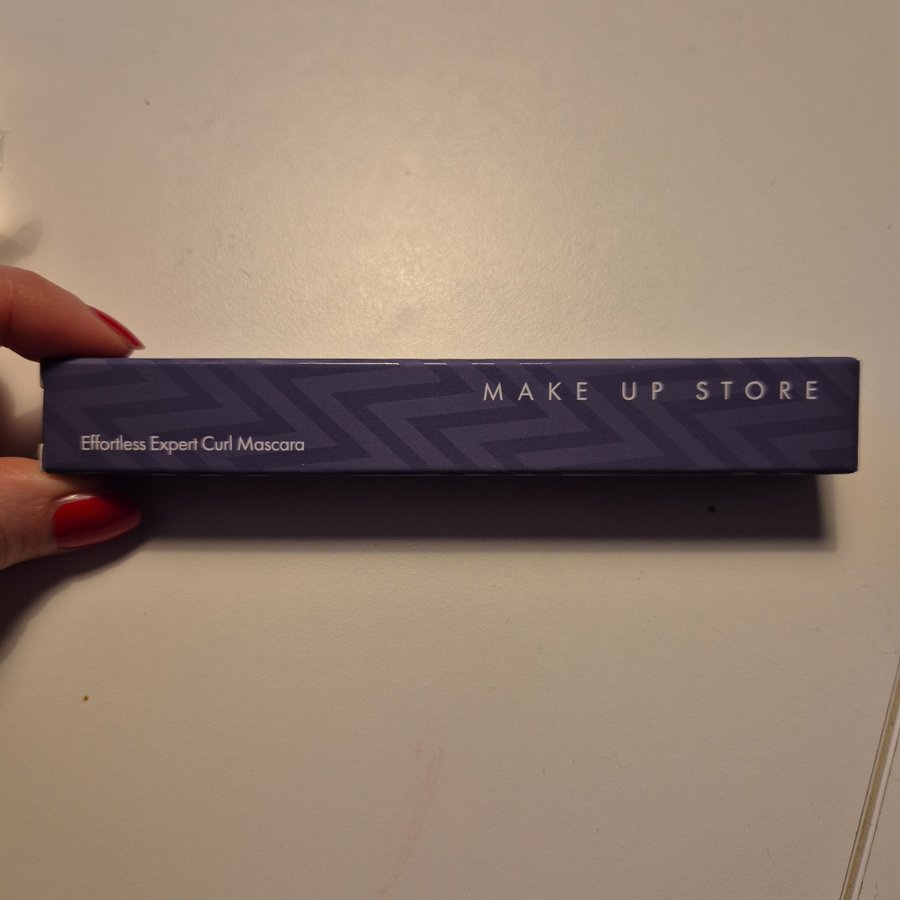 MAKE UP STORE
Effortless Expert Curl Mascara